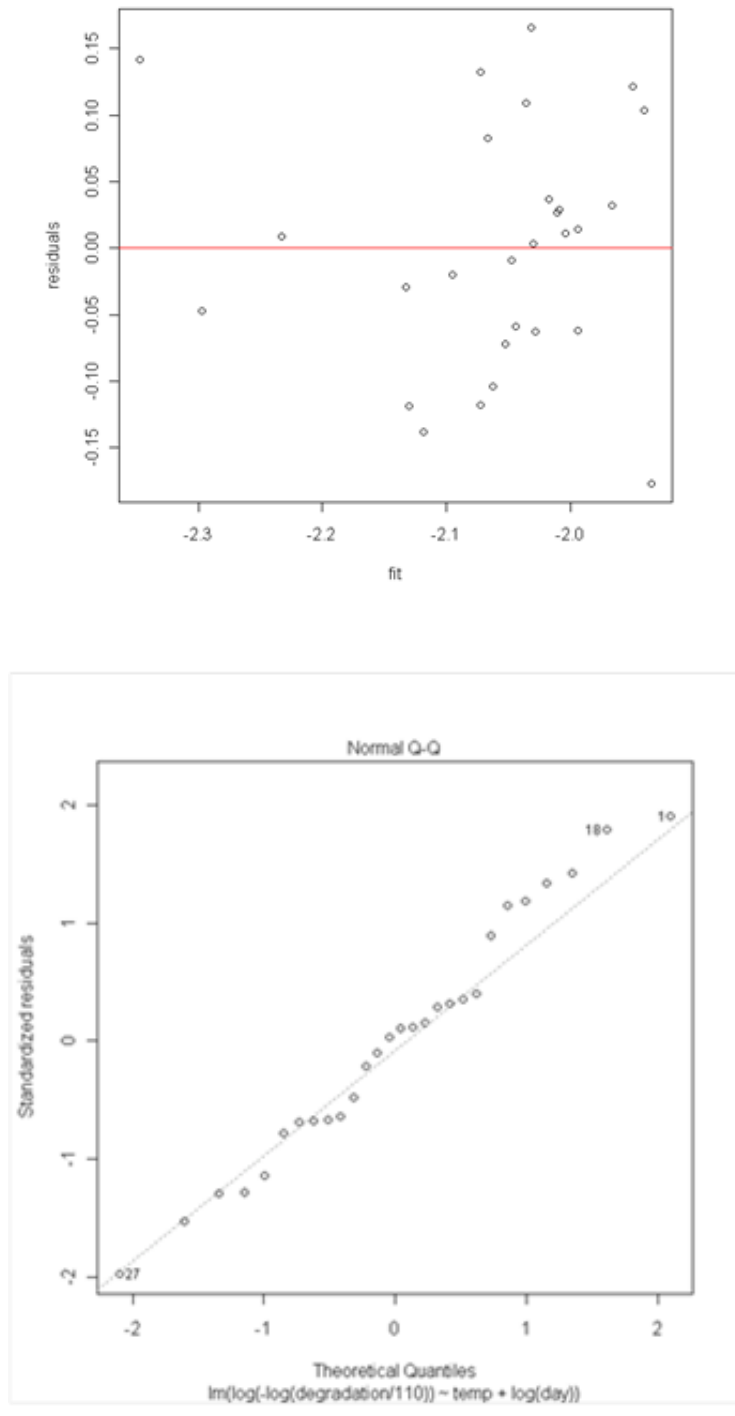 0.15
0.10
0.05
0.00
-0.05
-0.10
-0.15
residuals
-2.3 -2.2 -2.1 -2.0
fit
Normal Q-Q
2
1
0
-1
-2
Standardized residuals
18
1
27
-2 -1 0 1 2
Theoretical Quantiles
lm(log(-log(degradation/110)) ~ temp + log(day))